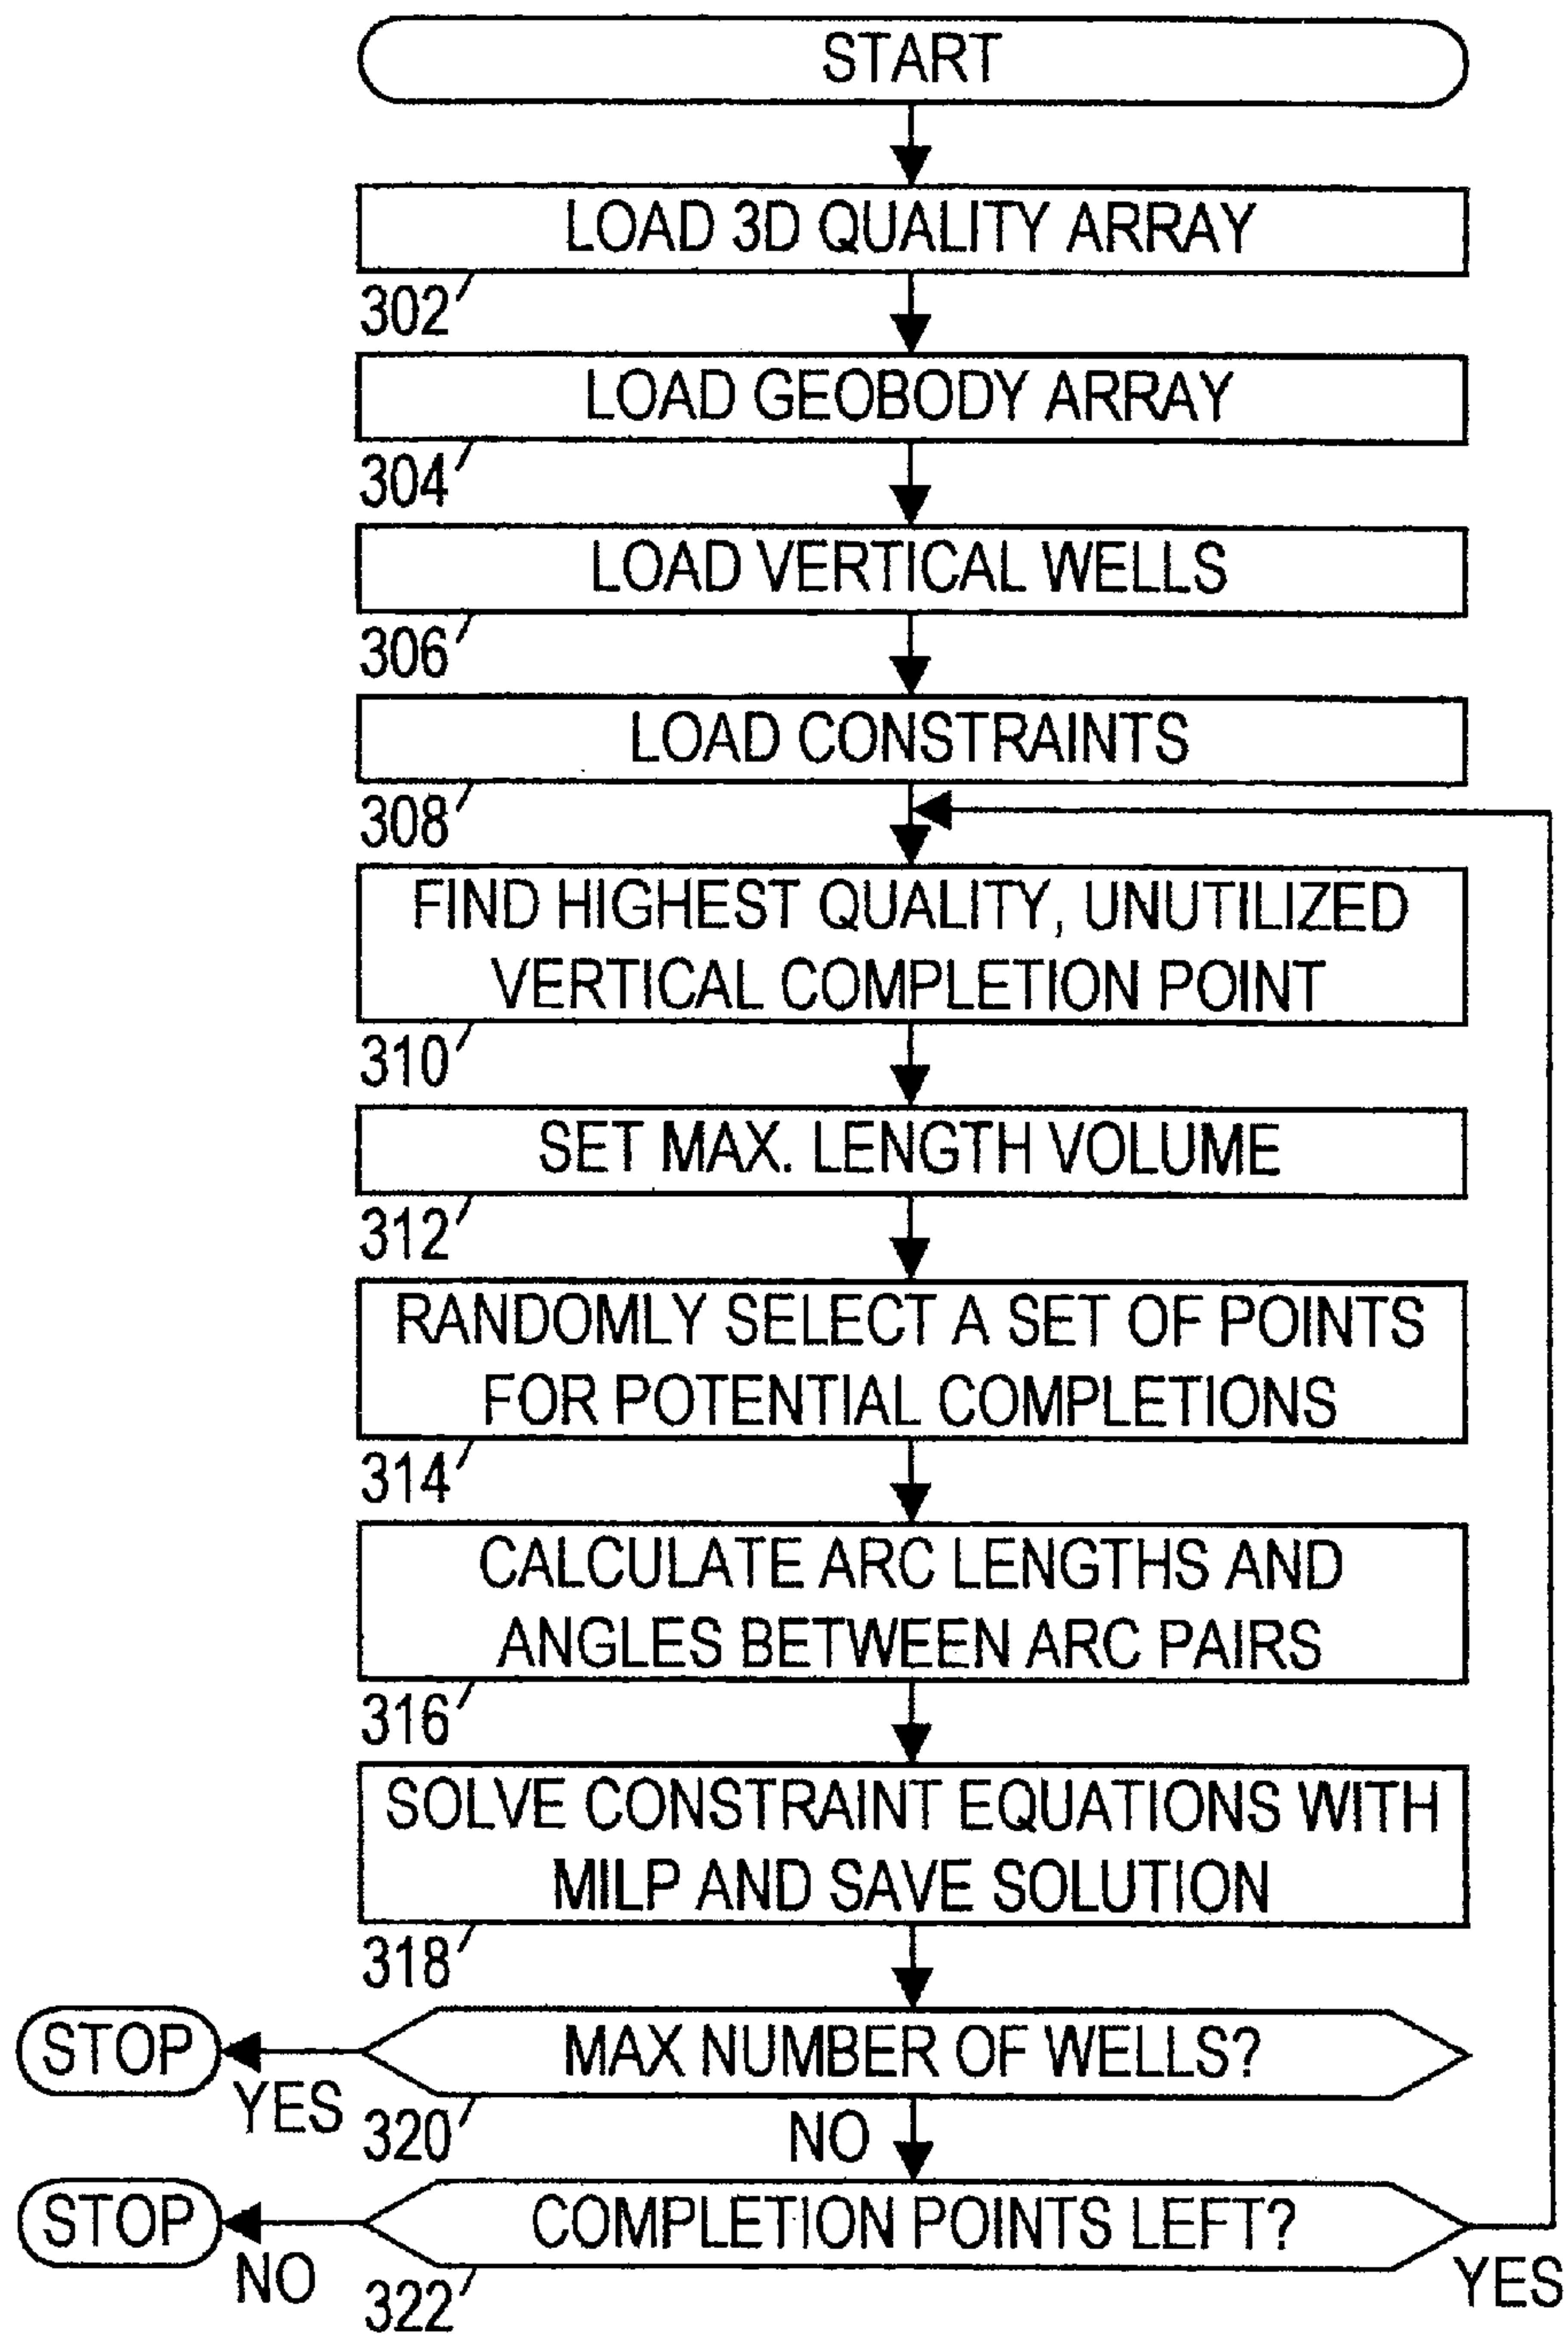 START
LOAD 3D QUALITY ARRAY
302
LOAD GEOBODY ARRAY
304
LOAD VERTICAL WELLS
306
LOAD CONSTRAINTS
308
FIND HIGHEST QUALITY, UNUTILIZED
VERTICAL COMPLETION POINT
310
SET MAX. LENGTH VOLUME
312
RANDOMLY SELECT A SET OF POINTS
FOR POTENTIAL COMPLETIONS
314
CALCULATE ARC LENGTHS AND
ANGLES BETWEEN ARC PAIRS
316
SOLVE CONSTRAINT EQUATIONS WITH
MILP AND SAVE SOLUTION
318
STOP
MAX NUMBER OF WELLS?
YES
320
NO
STOP
COMPLETION POINTS LEFT?
NO
322
YES